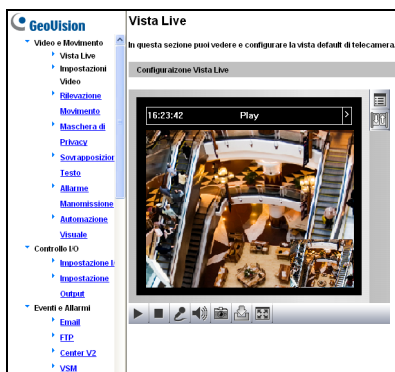 GeoVision
Video e Movimento
Vista Live
Impostazioni
Video
Rilevazione
Movimento
Maschera di
Privacy
Sovrapposizion
Testo
Allarme
Manomissione
Automazione
Visuale
Controllo I/O
Impostazione I/
Impostazione
Output
Eventi e Allarmi
Email
FTP
Center V2
VSM
Vista Live
In questa sezione puoi vedere e configurare la vista default di telecamera.
Configuraizone Vista Live
16:23:42 Play >